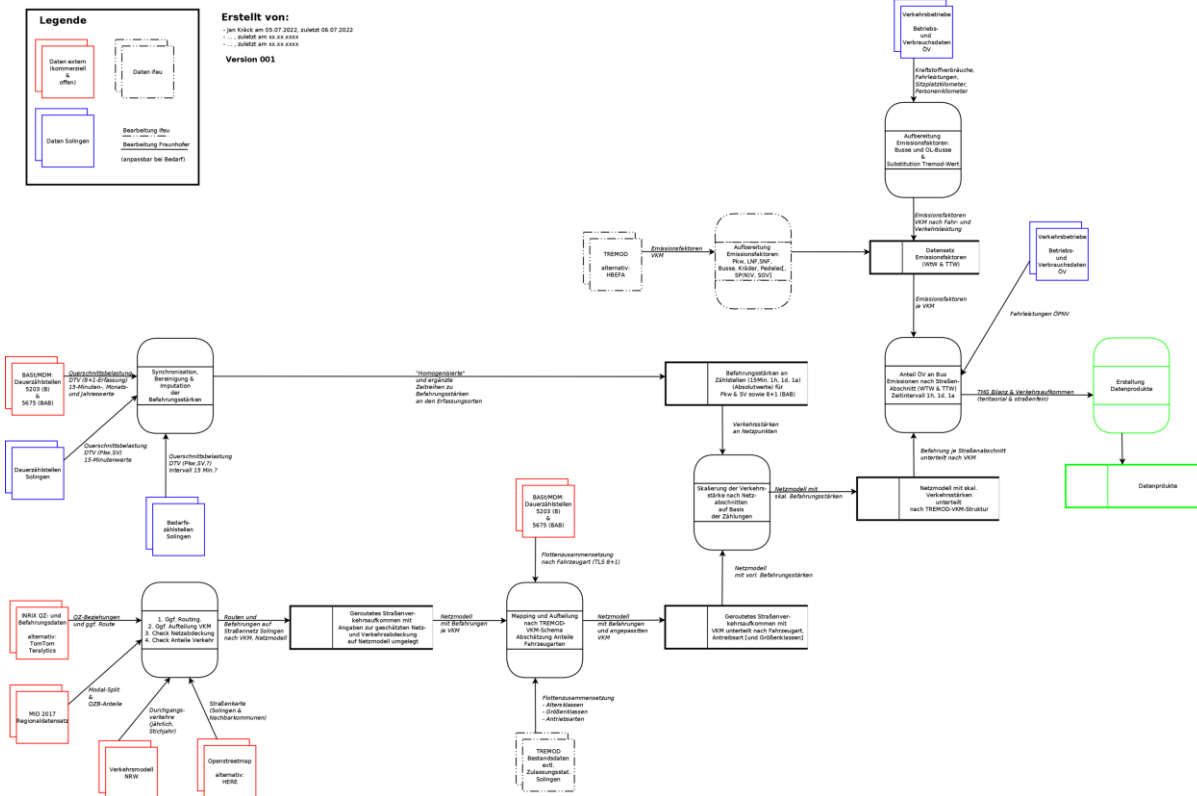 Legende
Daten extern
(kommerziell
&
offen)
Daten ifeu
Daten Solingen
Bearbeitung ifeu
Bearbeitung Fraunhofer
(anpassbar bei Bedarf)
Erstellt von:
- Jan Kräck am 05.07.2022, zuletzt 06.07.2022
- ... , zuletzt am xx.xx.xxxx
- ... , zuletzt am xx.xx.xxxx
Version 001
Verkehrsbetriebe
Betriebs-
und
Verbrauchsdaten
ÖV
Kraftstoffverbräuche,
Fahrleistungen,
Sitzplatzkilometer,
Personenkilometer
Aufbereitung
Emissionsfaktoren:
Busse und OL-Busse
&
Substitution Tremod-Wert
Emissionsfaktoren
VKM nach Fahr- und
Verkehrsleistung
TREMOD
alternativ:
HBEFA
Emissionsfaktoren
VKM
Aufbereitung
Emissionsfaktoren:
Pkw, LNF,SNF,
Busse, Kräder, Pedelec[,
SP(N)V, SGV]
Datensatz
Emissionsfaktoren
(WtW & TTW)
Verkehrsbetriebe
Betriebs-
und
Verbrauchsdaten
ÖV
Emissionsfaktoren
je VKM
Fahrleistungen ÖPNV
BASt/MDM:
Dauerzählstellen
5203 (B)
&
5675 (BAB)
Querschnittsbelastung
DTV (8+1-Erfassung)
15-Minuten-, Monats-
und Jahreswerte
Synchronisation,
Bereinigung &
Imputation
der
Befahrungsstärken
"Homogenisierte"
und ergänzte
Zeitreihen zu
Befahrungsstärken
an den Erfassungsorten
Befahrungsstärken an
Zählstellen (15Min, 1h, 1d, 1a)
(Absolutwerte) für
Pkw & SV sowie 8+1 (BAB)
Anteil ÖV an Bus
Emissionen nach Straßen-
Abschnitt (WTW & TTW)
Zeitintervall 1h, 1d, 1a
THG Bilanz & Verkehrsaufkommen
(teritorial & straßenfein)
Erstellung
Datenprodukte
Dauerzählstellen
Solingen
Querschnittsbelastung
DTV (Pkw,SV)
15-Minutenwerte
Querschnittsbelastung
DTV (Pkw,SV,?)
Intervall 15 Min.?
Bedarfs-
zählstellen
Solingen
Verkehrsstärken
an Netzpunkten
Befahrung je Straßenabschnitt
unterteilt nach VKM
BASt/MDM:
Dauerzählstellen
5203 (B)
&
5675 (BAB)
Skalierung der Verkehrs-
stärke nach Netz-
abschnitten
auf Basis
der Zählungen
Netzmodell mit
skal. Befahrungsstärken
Netzmodell mit skal.
Verkehrsstärken
unterteilt
nach TREMOD-VKM-Struktur
Datenprdukte
Flottenzusammensetzung
nach Fahrzeugart (TLS 8+1)
Netzmodell
mit vorl. Befahrungsstärken
INRIX QZ- und
Befahrungsdaten
alternativ:
TomTom
Teralytics
QZ-Beziehungen
und ggf. Route
1. Ggf. Routing.
2. Ggf. Aufteilung VKM
3. Check Netzabdeckung
4. Check Anteile Verkehr
Routen und
Befahrungen auf
Straßennetz Solingen
nach VKM, Netzmodell
Geroutetes Straßenver-
kehrsaufkommen mit
Angaben zur geschätzten Netz-
und Verkehrsabdeckung
auf Netzmodell umgelegt
Netzmodell
mit Befahrungen
je VKM
Mapping und Aufteilung
nach TREMOD-
VKM-Schema
Abschätzung Anteile
Fahrzeugarten
Netzmodell
mit Befahrungen
und angepassten
VKM
Geroutetes Straßenver-
kehrsaufkommen mit
VKM unterteilt nach Fahrzeugart,
Antreibsart [und Größenklassen]
MID 2017
Regionaldatensatz
Modal-Split
&
QZB-Anteile
Durchgangs-
verkehre
(jährlich,
Stichjahr)
Straßenkarte
(Solingen &
Nachbarkommunen)
Flottenzusammensetzung
- Altersklassen
- Größenklassen
- Antriebsarten
Verkehrsmodell
NRW
Openstreetmap
alternativ:
HERE
TREMOD
Bestandsdaten
evtl.
Zulassungsstat.
Solingen